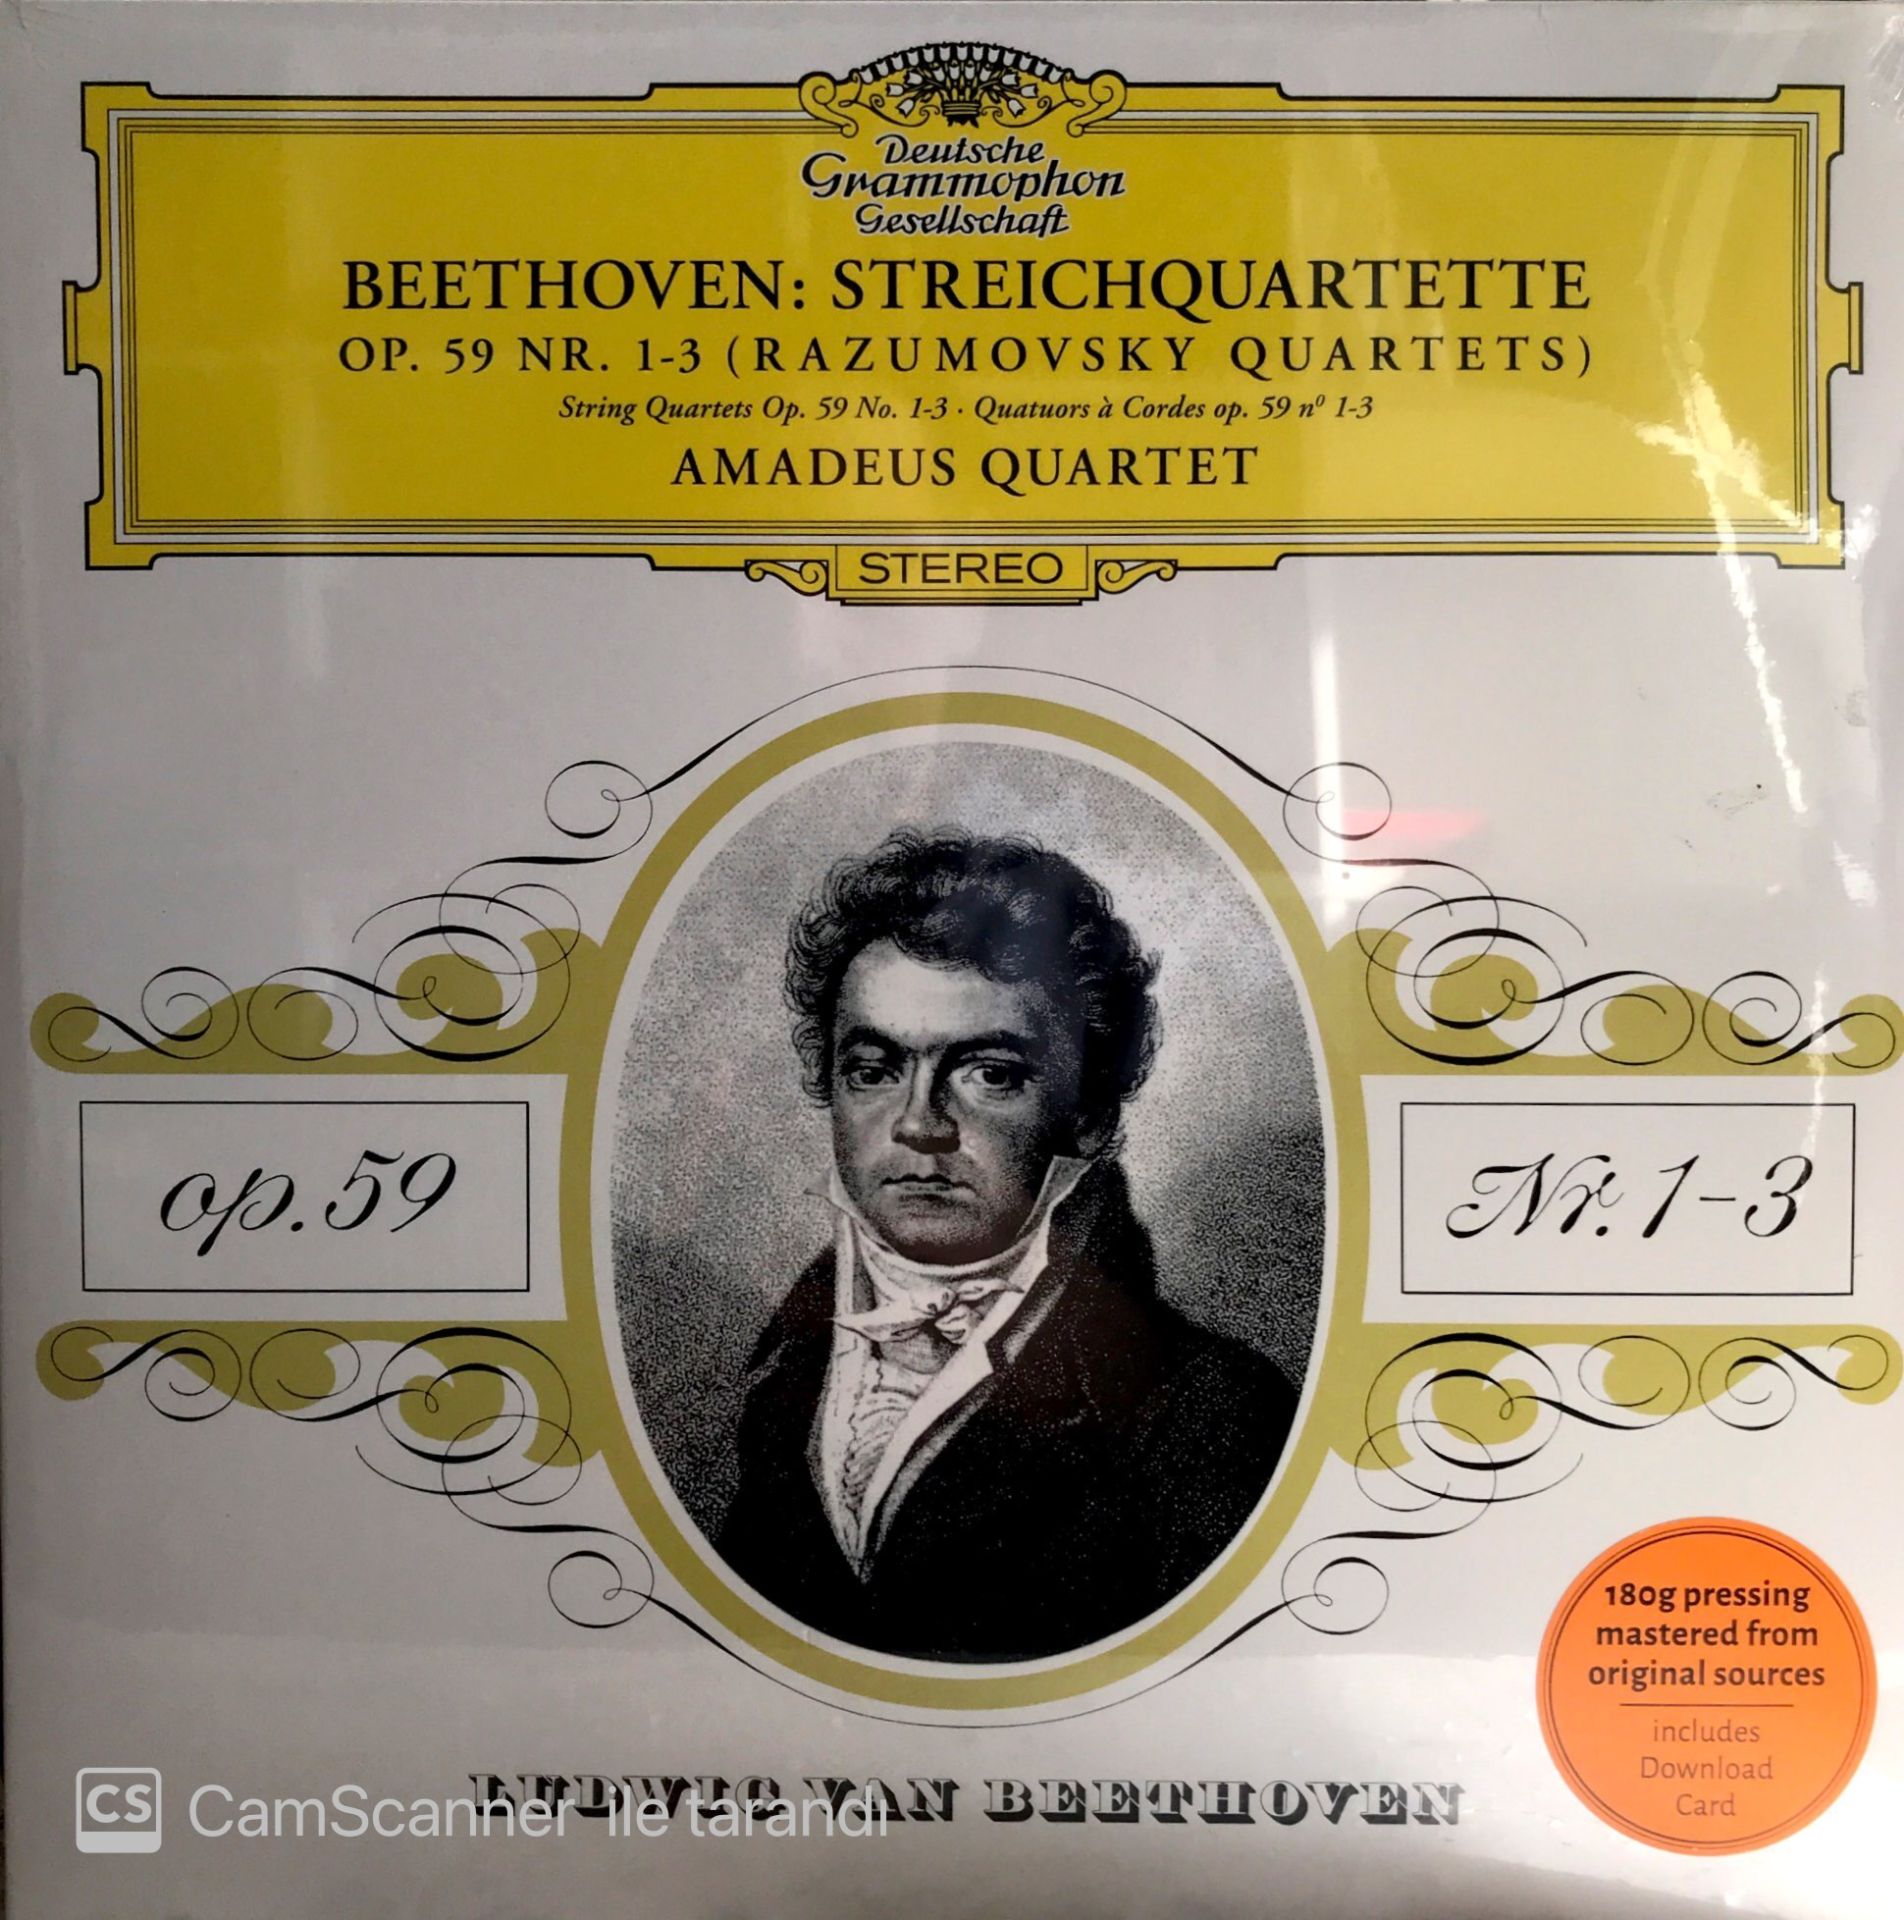 Deutsche
Grammophon
Gesellschaft
BEETHOVEN: STREICHQUARTETTE
OP. 59 NR. 1-3 (RAZUMOVSKY QUARTETS)
String Quartets Op. 59 No. 1-3 · Quatuors à Cordes op. 59 nº 1-3
AMADEUS QUARTET
STEREO
op. 59
Nr. 1-3
180g pressing
mastered from
original sources
includes
Download
Card
LUDWIG VAN BEETHOVEN
CS CamScanner ile tarandı